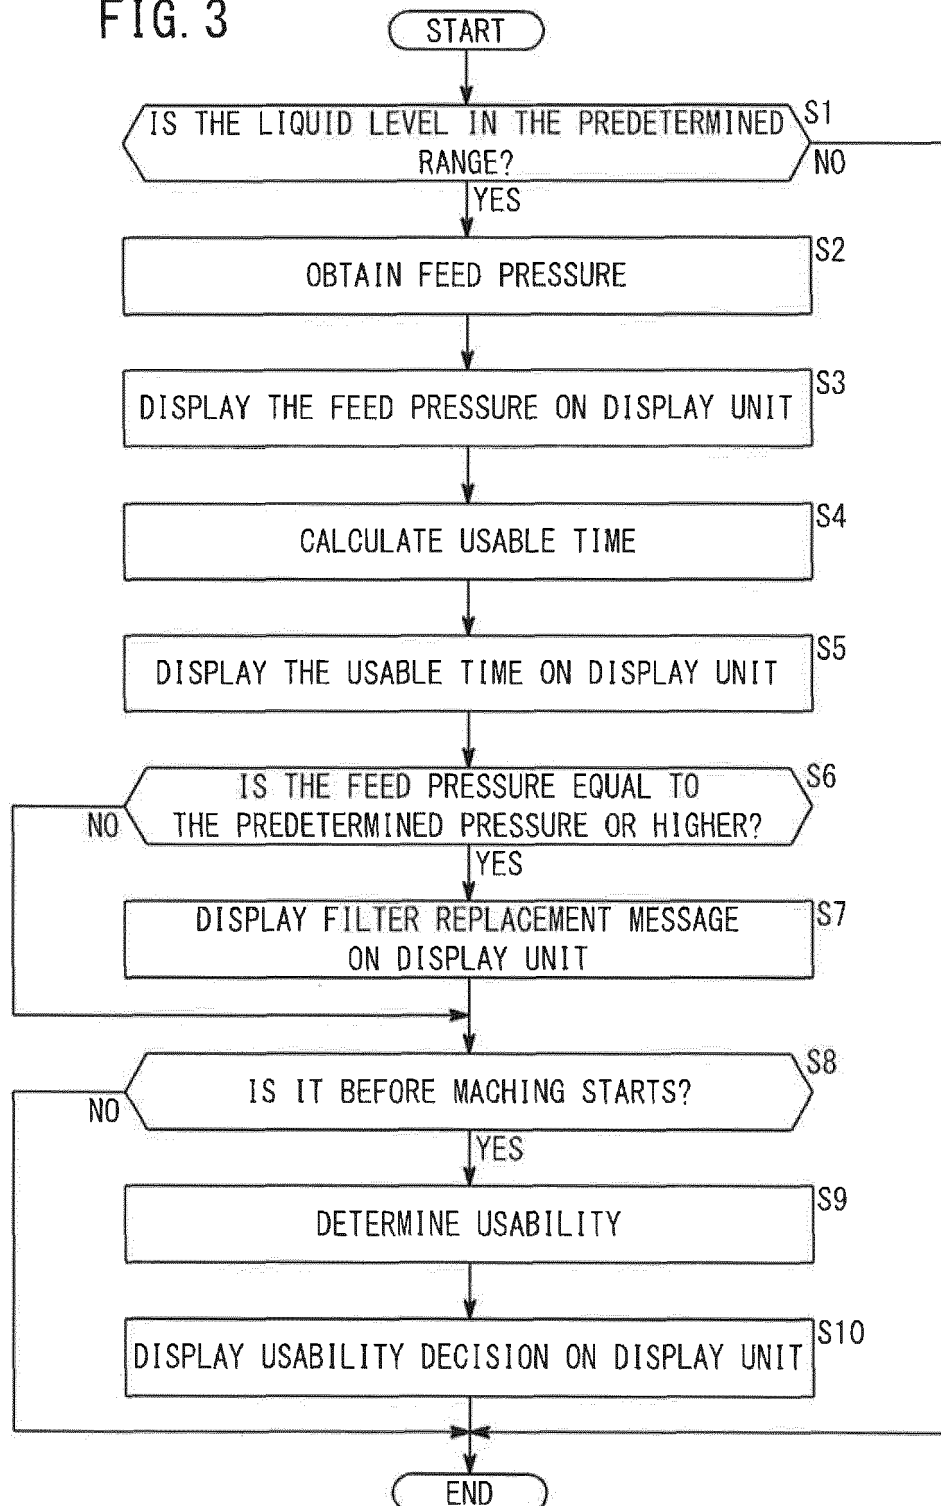 FIG. 3
START
IS THE LIQUID LEVEL IN THE PREDETERMINED
RANGE?
S1
NO
YES
OBTAIN FEED PRESSURE
S2
DISPLAY THE FEED PRESSURE ON DISPLAY UNIT
S3
CALCULATE USABLE TIME
S4
DISPLAY THE USABLE TIME ON DISPLAY UNIT
S5
IS THE FEED PRESSURE EQUAL TO
THE PREDETERMINED PRESSURE OR HIGHER?
S6
NO
YES
DISPLAY FILTER REPLACEMENT MESSAGE
ON DISPLAY UNIT
S7
IS IT BEFORE MACHING STARTS?
S8
NO
YES
DETERMINE USABILITY
S9
DISPLAY USABILITY DECISION ON DISPLAY UNIT
S10
END